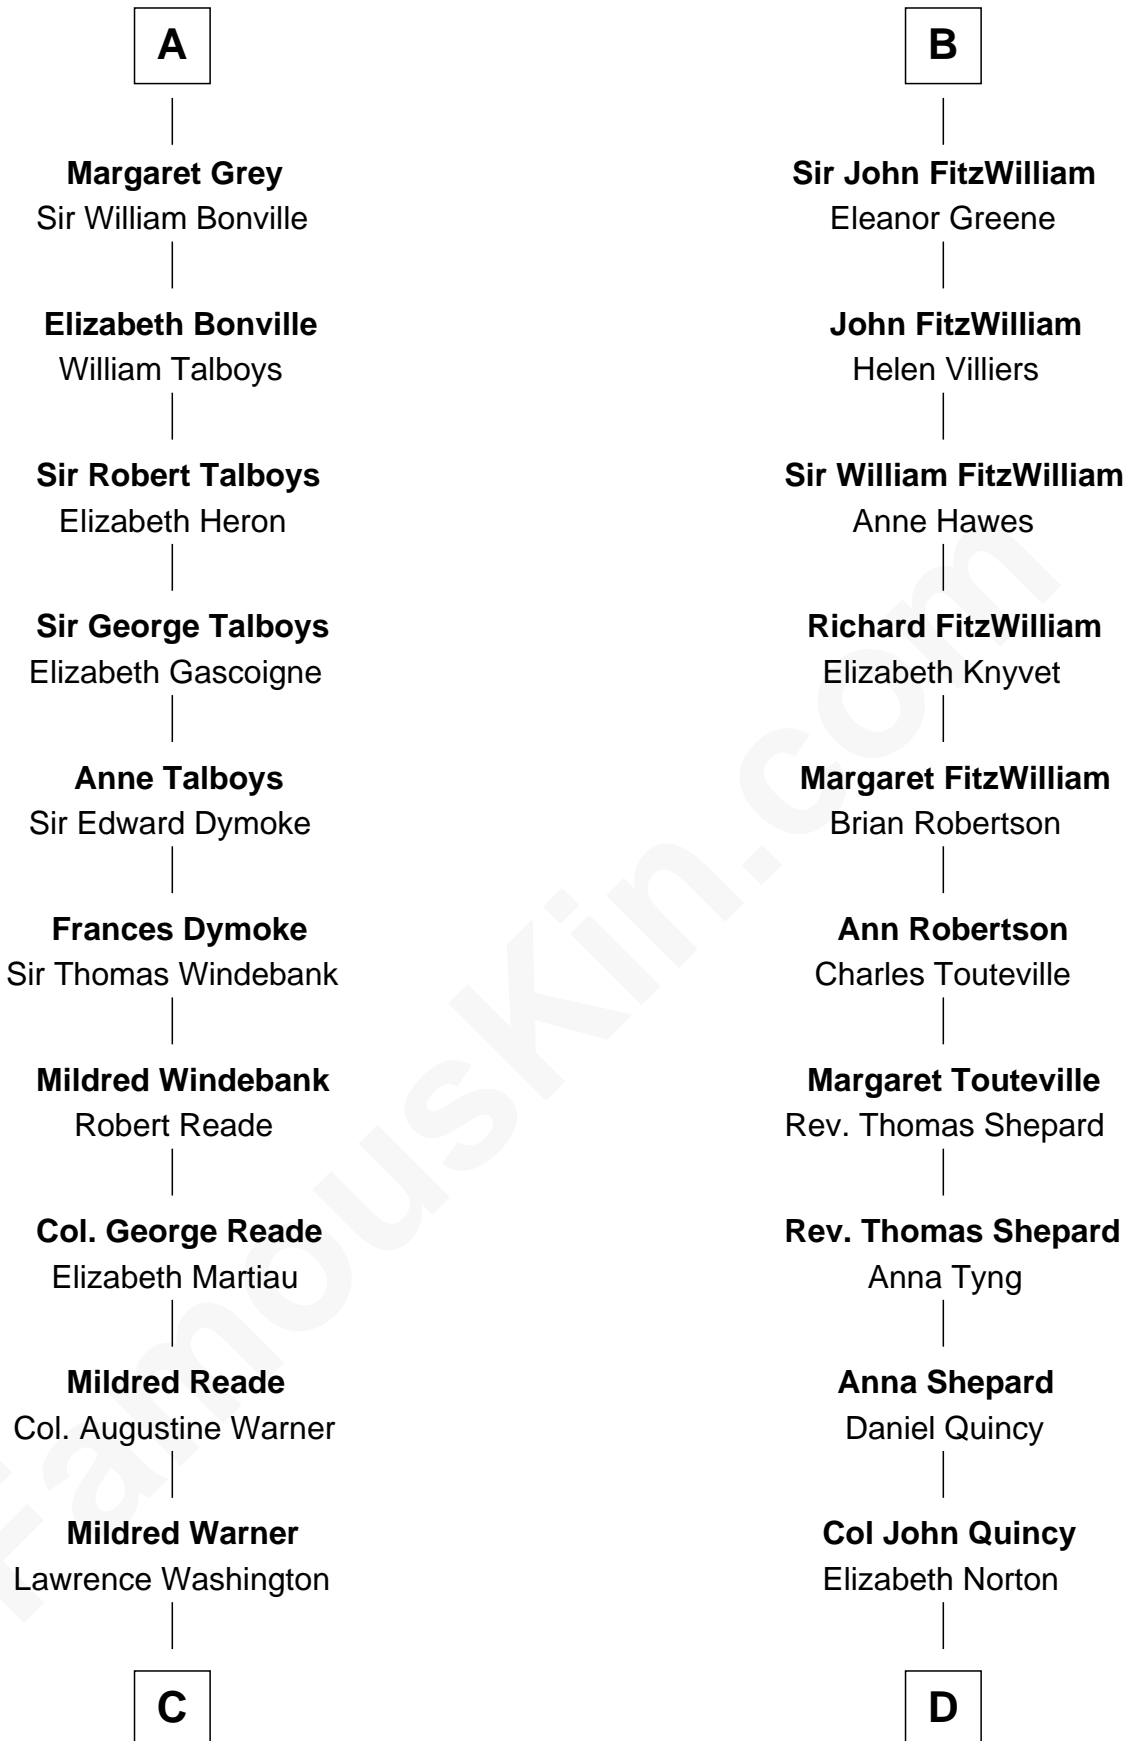 A
Margaret Grey
Sir William Bonville
Elizabeth Bonville
William Talboys
Sir Robert Talboys
Elizabeth Heron
Sir George Talboys
Elizabeth Gascoigne
Anne Talboys
Sir Edward Dymoke
Frances Dymoke
Sir Thomas Windebank
Mildred Windebank
Robert Reade
Col. George Reade
Elizabeth Martiau
Mildred Reade
Col. Augustine Warner
Mildred Warner
Lawrence Washington
C
B
Sir John FitzWilliam
Eleanor Greene
John FitzWilliam
Helen Villiers
Sir William FitzWilliam
Anne Hawes
Richard FitzWilliam
Elizabeth Knyvet
Margaret FitzWilliam
Brian Robertson
Ann Robertson
Charles Touteville
Margaret Touteville
Rev. Thomas Shepard
Rev. Thomas Shepard
Anna Tyng
Anna Shepard
Daniel Quincy
Col John Quincy
Elizabeth Norton
D
FamousKin.com